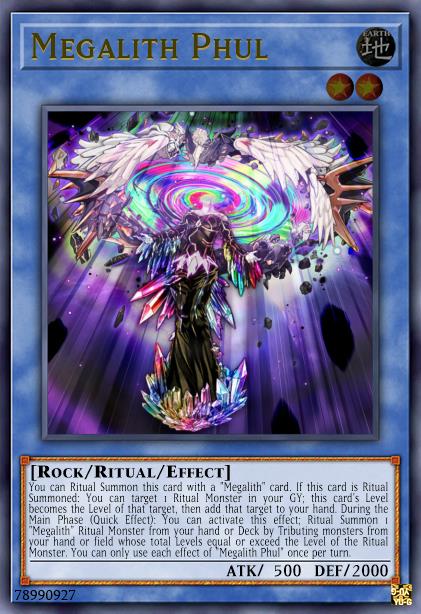 MEGALITH PHUL
EARTH
地
[ROCK/RITUAL/EFFECT]
You can Ritual Summon this card with a "Megalith" card. If this card is Ritual
Summoned: You can target 1 Ritual Monster in your GY; this card's Level
becomes the Level of that target, then add that target to your hand. During the
Main Phase (Quick Effect): You can activate this effect; Ritual Summon 1
"Megalith" Ritual Monster from your hand or Deck by Tributing monsters from
your hand or field whose total Levels equal or exceed the Level of the Ritual
Monster. You can only use each effect of "Megalith Phul" once per turn.
ATK/ 500 DEF/2000
78990927